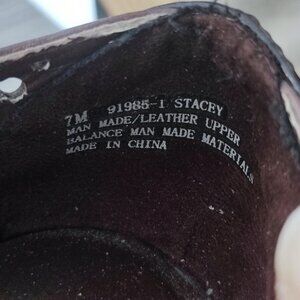 7M 91985-1 STACEY
MAN MADE/LEATHER UPPER
BALANCE MAN MADE MATERIALS
MADE IN CHINA